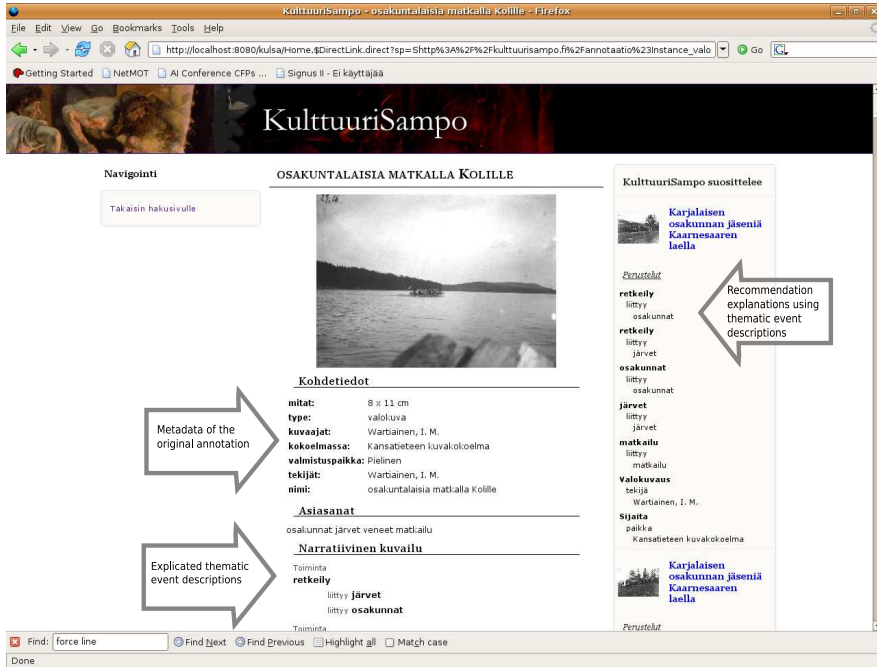 KulttuuriSampo - osakuntalaisia matkalla Kolille - Firefox
File Edit View Go Bookmarks Tools Help
http://localhost:8080/kulsa/Home,$DirectLink.direct?sp=Shttp%3A%2F%2Fkulttuurisampo.fi%2Fannotaatio%23Instance_valo
Go
G
Getting Started NetMOT AI Conference CFPs ... Signus II - Ei käyttäjää
KulttuuriSampo
Navigointi
Takaisin hakusivulle
OSAKUNTALAISIA MATKALLA KOLILLE
Kohdetiedot
mitat: 8 x 11 cm
type: valokuva
kuvaajat: Wartiainen, I. M.
kokoelmassa: Kansatieteen kuvakokoelma
valmistuspaikka: Pielinen
tekijät: Wartiainen, I. M.
nimi: osakuntalaisia matkalla Kolille
Asiasanat
osakunnat järvet veneet matkailu
Narratiivinen kuvailu
Toiminta
retkeily
liittyy järvet
liittyy osakunnat
Toiminta
Metadata of the
original annotation
Explicated thematic
event descriptions
KulttuuriSampo suosittelee
Karjalaisen
osakunnan jäseniä
Kaarnesaaren
laella
Perustelut
retkeily
liittyy
osakunnat
retkeily
liittyy
järvet
osakunnat
liittyy
osakunnat
järvet
liittyy
järvet
matkailu
liittyy
matkailu
Valokuvaus
tekijä
Wartiainen, I. M.
Sijaita
paikka
Kansatieteen kuvakokoelma
Karjalaisen
osakunnan jäseniä
Kaarnesaaren
laella
Perustelut
Recommendation
explanations using
thematic event
descriptions
Find: force line Find Next Find Previous Highlight all Match case
Done